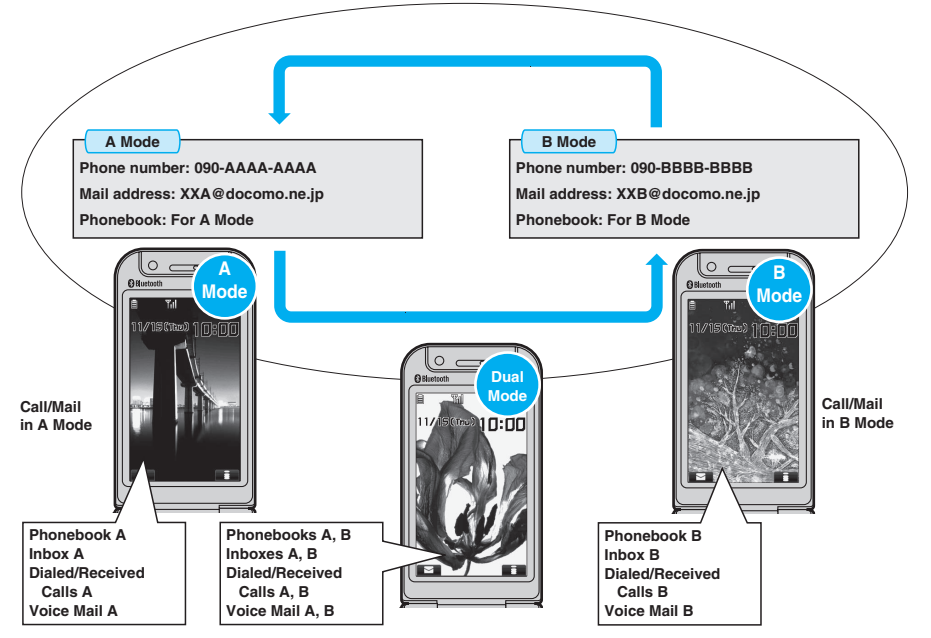 A Mode
Phone number: 090-AAAA-AAAA
Mail address: XXA@docomo.ne.jp
Phonebook: For A Mode
B Mode
Phone number: 090-BBBB-BBBB
Mail address: XXB@docomo.ne.jp
Phonebook: For B Mode
A
Mode
Bluetooth
11/15(Thu) 10:00
B
Mode
Bluetooth
11/15(Thu) 10:00
Dual
Mode
Bluetooth
11/15(Thu) 10:00
Call/Mail
in A Mode
Call/Mail
in B Mode
Phonebook A
Inbox A
Dialed/Received
Calls A
Voice Mail A
Phonebooks A, B
Inboxes A, B
Dialed/Received
Calls A, B
Voice Mail A, B
Phonebook B
Inbox B
Dialed/Received
Calls B
Voice Mail B